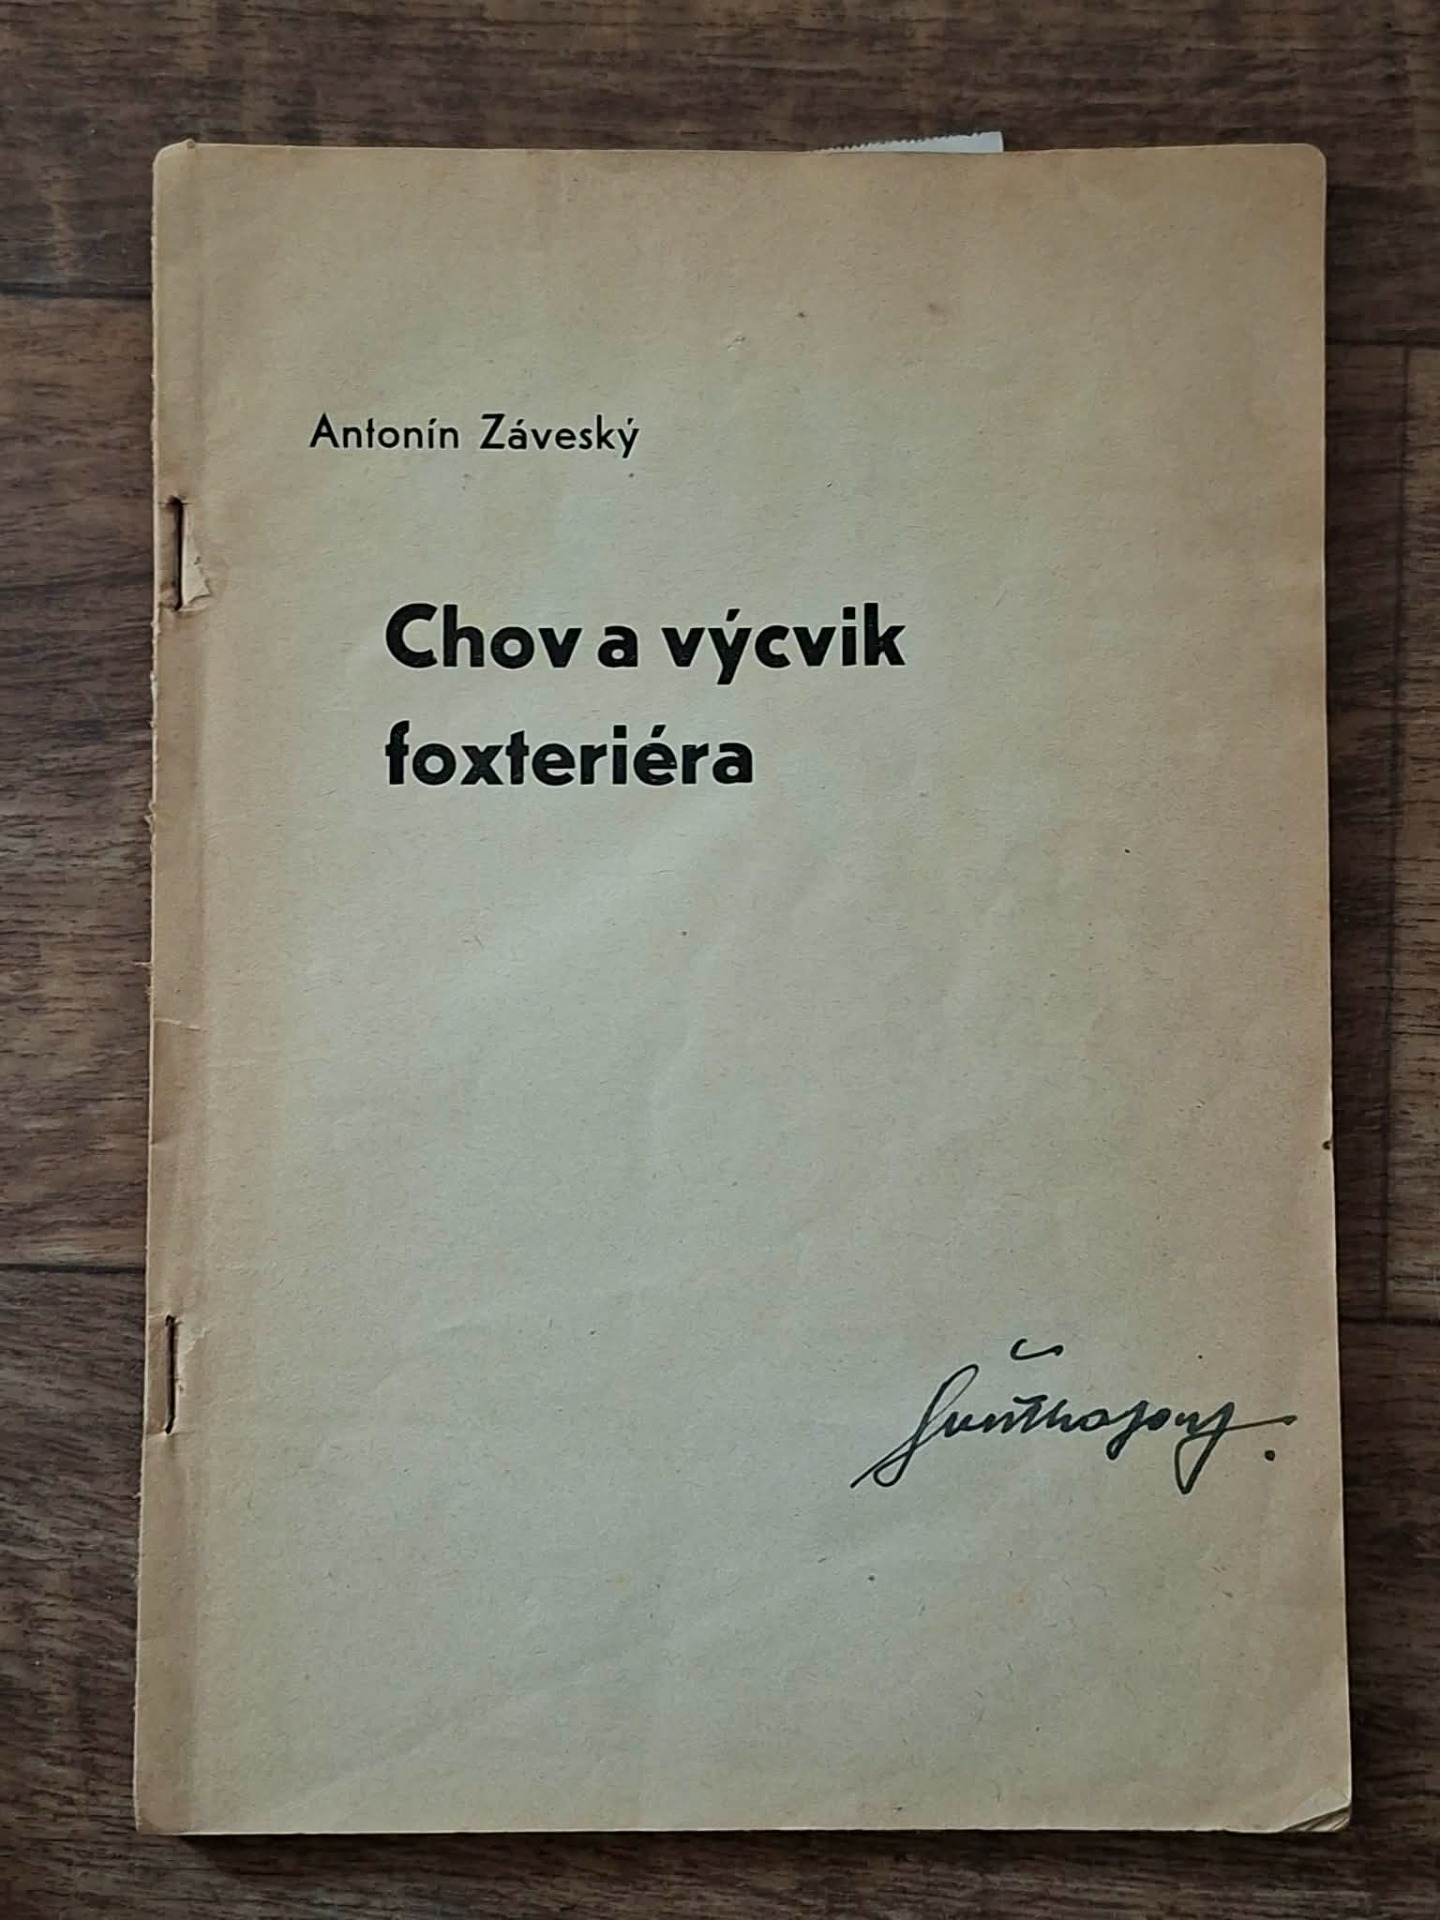 Antonín Záveský
Chov a výcvik
foxteriéra